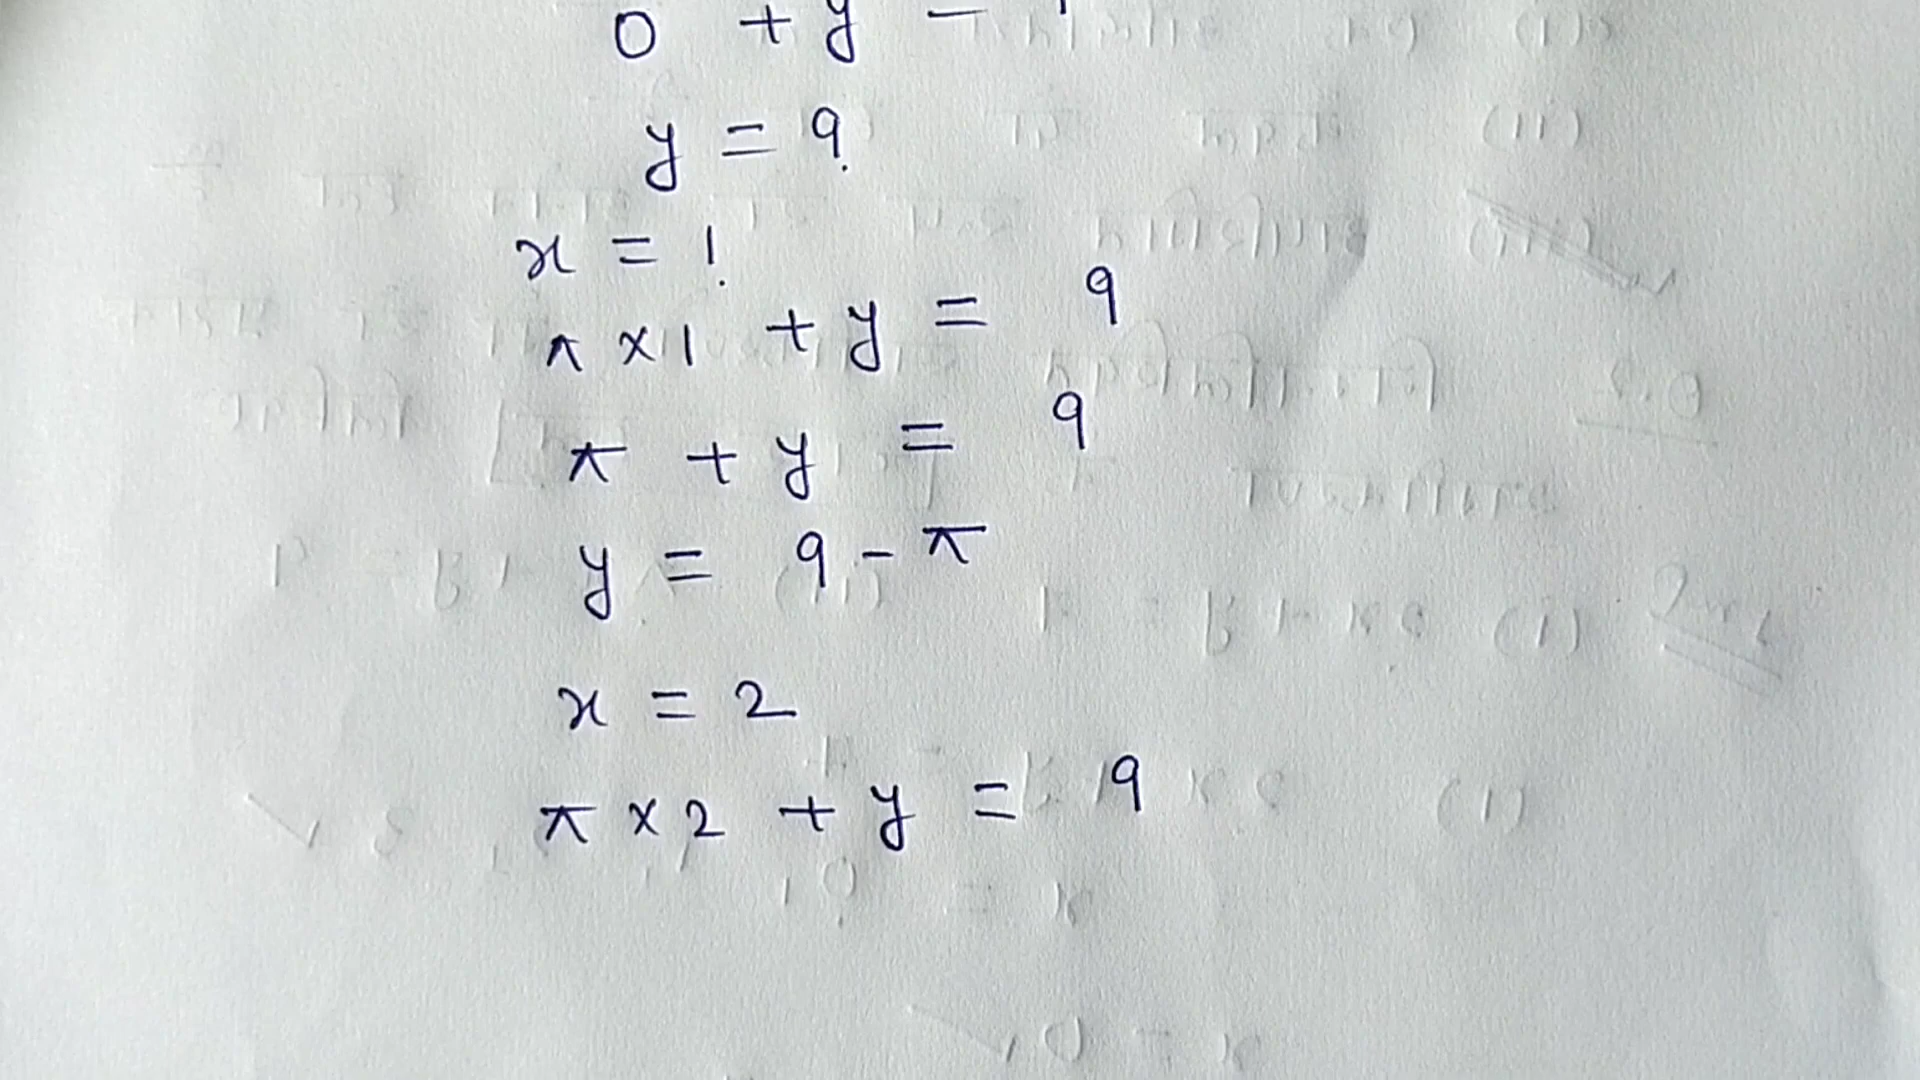 0 + y =
y = 9.
x = 1.
π × 1 + y = 9
π + y = 9
y = 9 - π
x = 2
π × 2 + y = 9